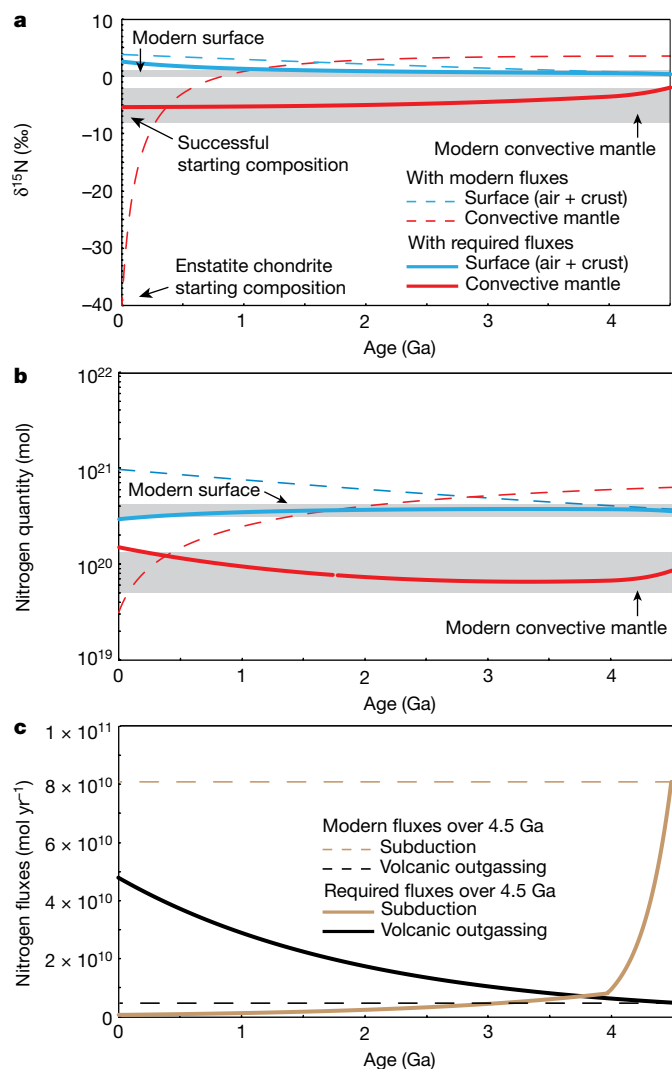 a
10
0
−10
−20
−30
−40
δ15N (‰)
Modern surface
Successful
starting composition
Modern convective mantle
With modern fluxes
Surface (air + crust)
Convective mantle
With required fluxes
Surface (air + crust)
Convective mantle
Enstatite chondrite
starting composition
0
1
2
3
4
Age (Ga)
b
10^22
10^21
10^20
10^19
Nitrogen quantity (mol)
Modern surface
Modern convective mantle
0
1
2
3
4
Age (Ga)
c
1 × 10^11
8 × 10^10
6 × 10^10
4 × 10^10
2 × 10^10
0
Nitrogen fluxes (mol yr^−1)
Modern fluxes over 4.5 Ga
Subduction
Volcanic outgassing
Required fluxes over 4.5 Ga
Subduction
Volcanic outgassing
0
1
2
3
4
Age (Ga)